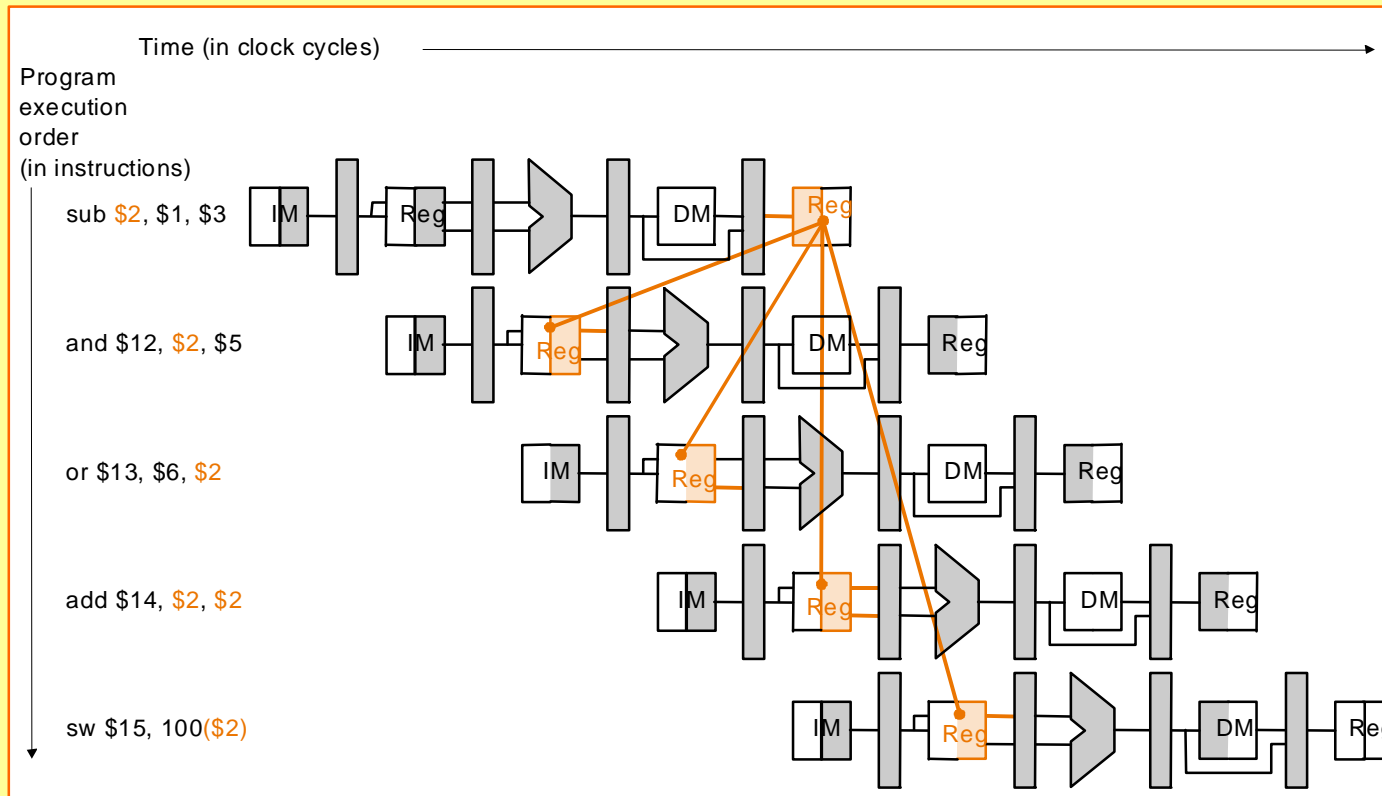 Time (in clock cycles)
Program
execution
order
(in instructions)
sub $2, $1, $3
IM
Reg
DM
Reg
and $12, $2, $5
IM
Reg
DM
Reg
or $13, $6, $2
IM
Reg
DM
Reg
add $14, $2, $2
IM
Reg
DM
Reg
sw $15, 100($2)
IM
Reg
DM
Re